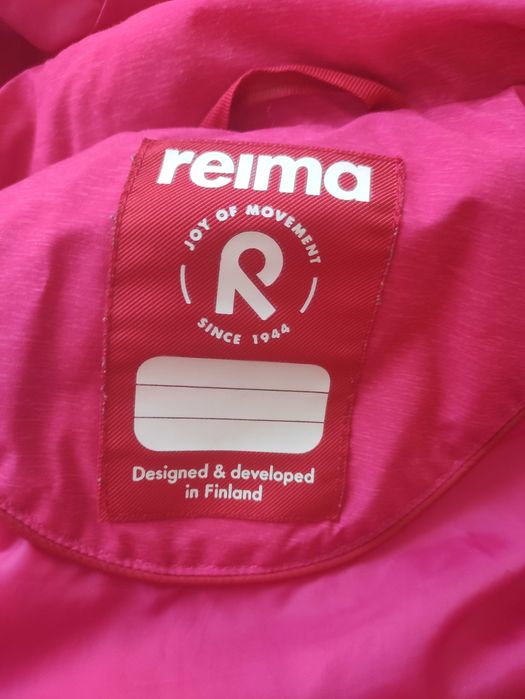 reima
JOY OF MOVEMENT
R
SINCE 1944
Designed & developed
in Finland